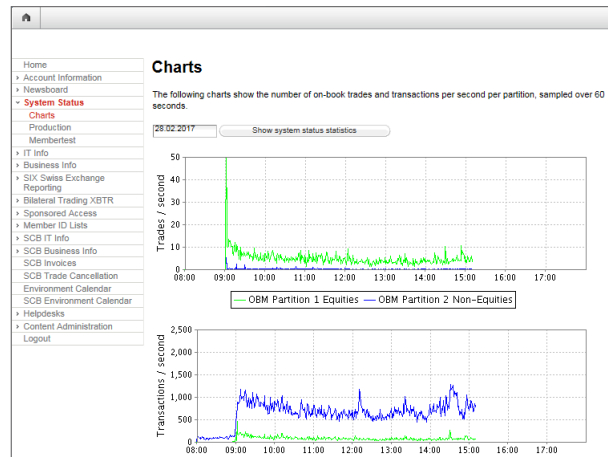 Home
Account Information
Newsboard
System Status
Charts
Production
Membertest
IT Info
Business Info
SIX Swiss Exchange
Reporting
Bilateral Trading XBTR
Sponsored Access
Member ID Lists
SCB IT Info
SCB Business Info
SCB Invoices
SCB Trade Cancellation
Environment Calendar
SCB Environment Calendar
Helpdesks
Content Administration
Logout
Charts
The following charts show the number of on-book trades and transactions per second per partition, sampled over 60
seconds.
28.02.2017 Show system status statistics
Trades / second
50
40
30
20
10
0
08:00 09:00 10:00 11:00 12:00 13:00 14:00 15:00 16:00 17:00
OBM Partition 1 Equities OBM Partition 2 Non-Equities
Transactions / second
2,500
2,000
1,500
1,000
500
0
08:00 09:00 10:00 11:00 12:00 13:00 14:00 15:00 16:00 17:00